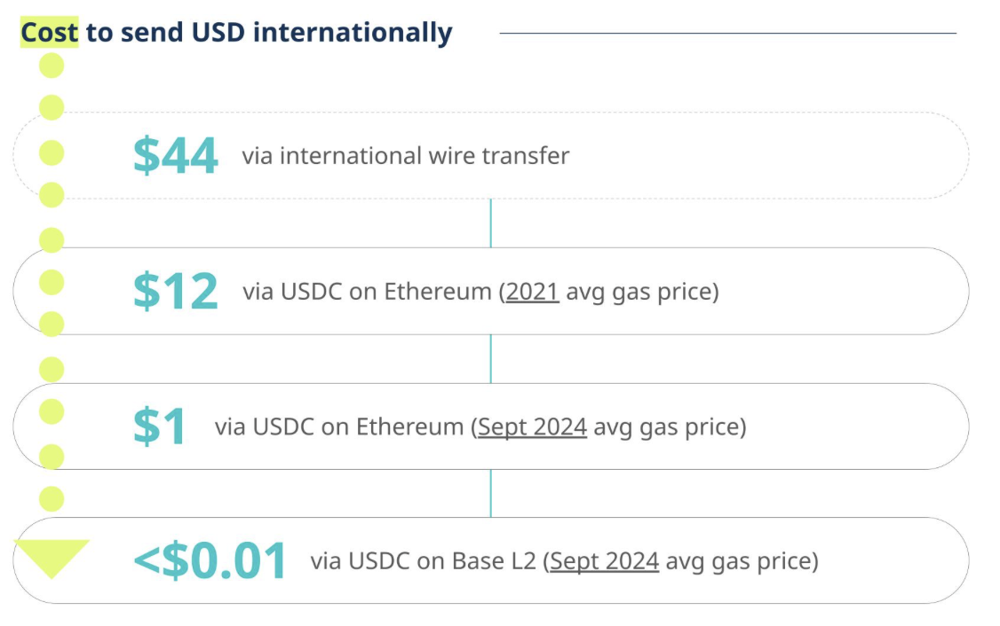 Cost to send USD internationally
$44 via international wire transfer
$12 via USDC on Ethereum (2021 avg gas price)
$1 via USDC on Ethereum (Sept 2024 avg gas price)
<$0.01 via USDC on Base L2 (Sept 2024 avg gas price)